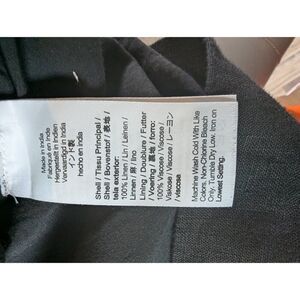 Made in India
Fabriqué en Inde
Hergestellt in Indien
Vervaardigd in India
インド製
hecho en india
Shell / Tissu Principal /
Shell / Bovenstof / 表地 /
tela exterior:
100% Linen / Lin / Leinen /
Linnen / 麻 / lino
Lining / Doublure / Futter
/ Voering / 裏地 / forro:
100% Viscose / Viscose /
Viskose / Viscose / レーヨン
/ viscosa
Machine Wash Cold With Like
Colors, Non-Chlorine Bleach
Only, Tumble Dry Low. Iron on
Lowest Setting.